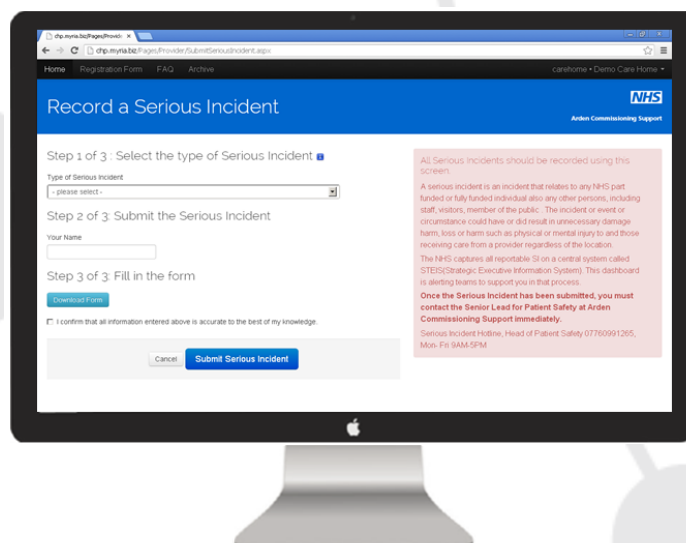 chp.myria.biz/Pages/Provide
chp.myria.biz/Pages/Provider/SubmitSeriousIncident.aspx
Home Registration Form FAQ Archive carehome • Demo Care Home
Record a Serious Incident
NHS
Arden Commissioning Support
Step 1 of 3 : Select the type of Serious Incident
Type of Serious Incident
- please select -
Step 2 of 3: Submit the Serious Incident
Your Name
Step 3 of 3: Fill in the form
Download Form
I confirm that all information entered above is accurate to the best of my knowledge.
Cancel Submit Serious Incident
All Serious Incidents should be recorded using this
screen.
A serious incident is an incident that relates to any NHS part
funded or fully funded individual also any other persons, including
staff, visitors, member of the public . The incident or event or
circumstance could have or did result in unnecessary damage
harm, loss or harm such as physical or mental injury to and those
receiving care from a provider regardless of the location.
The NHS captures all reportable SI on a central system called
STEIS(Strategic Executive Information System). This dashboard
is alerting teams to support you in that process.
Once the Serious Incident has been submitted, you must
contact the Senior Lead for Patient Safety at Arden
Commissioning Support immediately.
Serious Incident Hotline, Head of Patient Safety 07760991265,
Mon- Fri 9AM-5PM